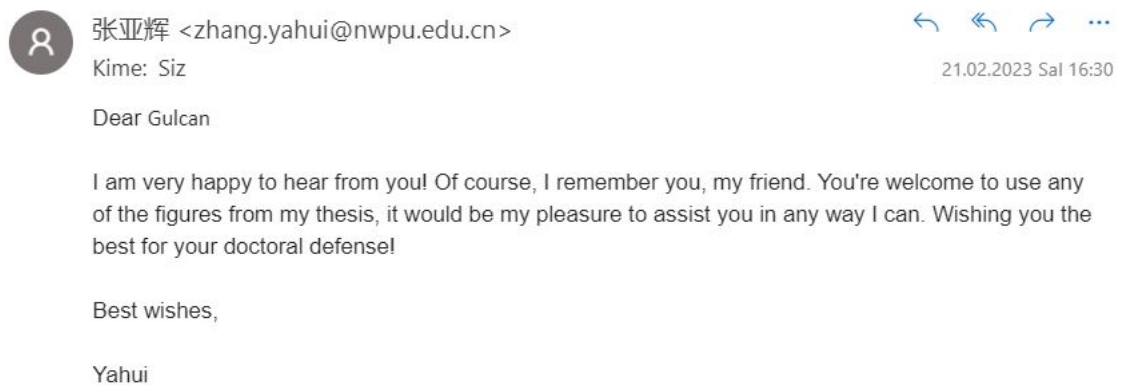 张亚辉 <zhang.yahui@nwpu.edu.cn>
Kime: Siz
21.02.2023 Sal 16:30
Dear Gulcan
I am very happy to hear from you! Of course, I remember you, my friend. You're welcome to use any
of the figures from my thesis, it would be my pleasure to assist you in any way I can. Wishing you the
best for your doctoral defense!
Best wishes,
Yahui